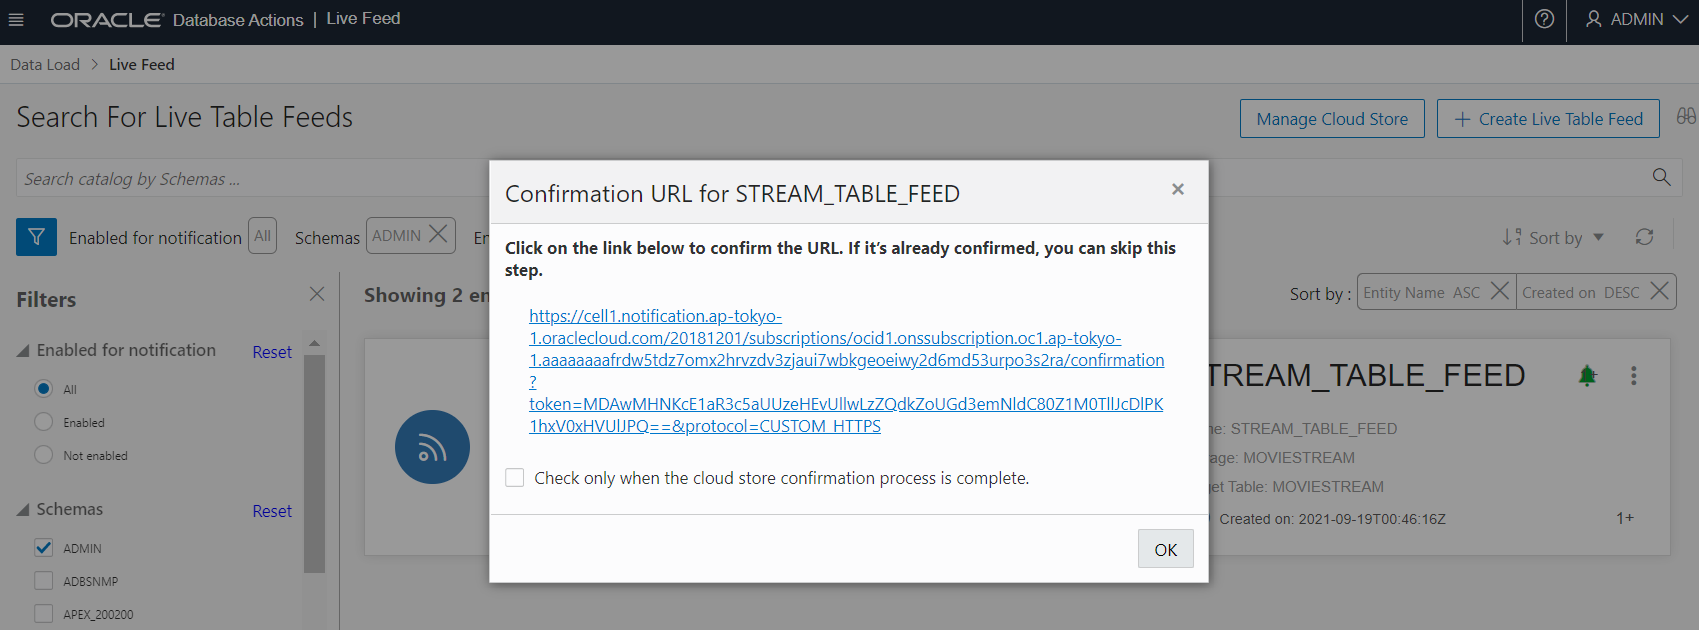 ORACLE Database Actions | Live Feed
ADMIN
Data Load > Live Feed
Search For Live Table Feeds
Manage Cloud Store
+ Create Live Table Feed
Search catalog by Schemas ...
Enabled for notification All Schemas ADMIN
Sort by
Filters
Showing 2
Sort by : Entity Name ASC Created on DESC
Enabled for notification Reset
All
Enabled
Not enabled
Schemas Reset
ADMIN
ADBSNMP
APEX_200200
Confirmation URL for STREAM_TABLE_FEED
Click on the link below to confirm the URL. If it’s already confirmed, you can skip this
step.
https://cell1.notification.ap-tokyo-
1.oraclecloud.com/20181201/subscriptions/ocid1.onssubscription.oc1.ap-tokyo-
1.aaaaaaaafrdw5tdz7omx2hrvzdv3zjaui7wbkgeoeiwy2d6md53urpo3s2ra/confirmation
?
token=MDAwMHNKcE1aR3c5aUUzeHEvUllwLzZQdkZoUGd3emNldC80Z1M0TllJcDlPK
1hxV0xHVUlJPQ==&protocol=CUSTOM_HTTPS
Check only when the cloud store confirmation process is complete.
OK
TREAM_TABLE_FEED
STREAM_TABLE_FEED
MOVIESTREAM
Table: MOVIESTREAM
Created on: 2021-09-19T00:46:16Z
1+